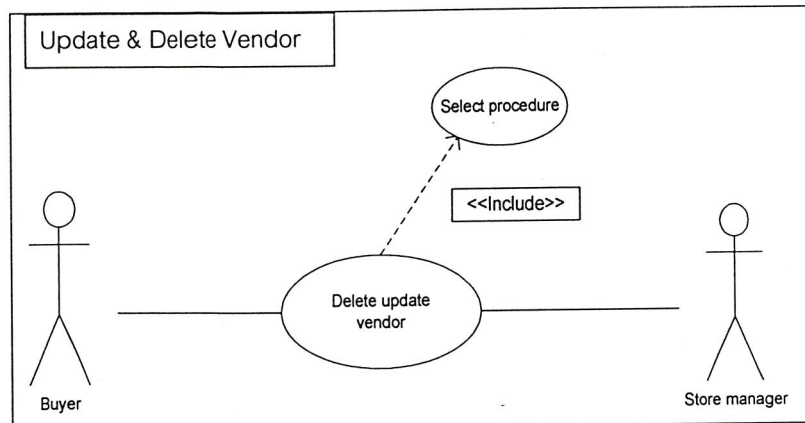 Update & Delete Vendor
Select procedure
<<Include>>
Delete update
vendor
Buyer
Store manager